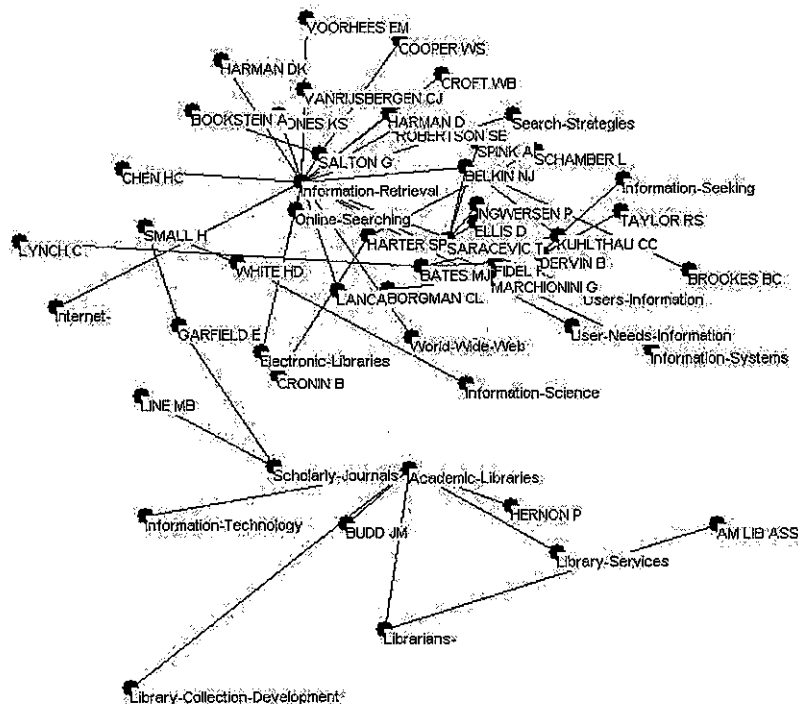 VOORHEES EM
COOPER WS
HARMAN DK
CROFT WB
VANRIJSBERGEN CJ
BOOKSTEIN A
JONES KS
HARMAN D
Search-Strategies
ROBERTSON SE
SPINK A
SALTON G
SCHAMBER L
CHEN HC
BELKIN NJ
Information-Retrieval
Information-Seeking
Online-Searching
INGWERSEN P
TAYLOR RS
ELLIS D
SMALL H
HARTER SP
SARACEVIC T
KUHLTHAU CC
LYNCH C
WHITE HD
BATES MJ
FIDEL R
DERVIN B
BROOKES BC
LANCA
BORGMAN CL
MARCHIONINI G
Users-Information
Internet-
GARFIELD E
World-Wide-Web
User-Needs-Information
Electronic-Libraries
Information-Systems
CRONIN B
Information-Science
LINE MB
Scholarly-Journals
Academic-Libraries
Information-Technology
BUDD JM
HERNON P
AM LIB ASS
Library-Services
Librarians-
Library-Collection-Development